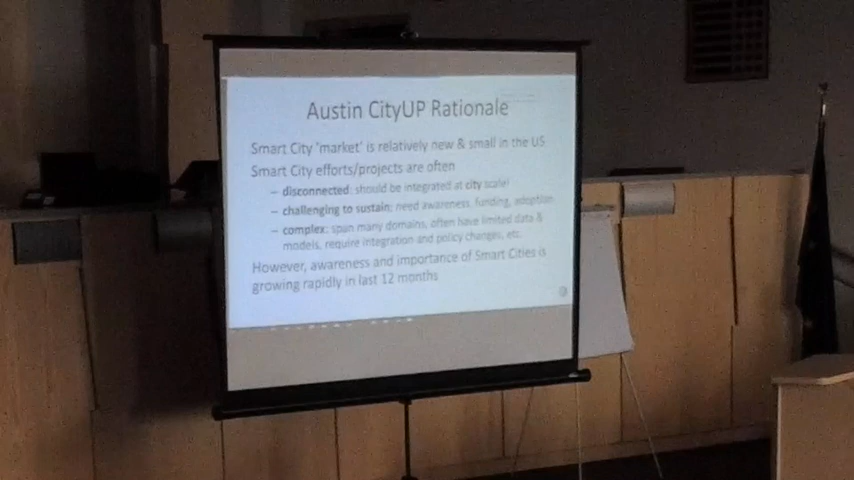 Austin CityUP Rationale
Smart City 'market' is relatively new & small in the US
Smart City efforts/projects are often
– disconnected: should be integrated at city scale!
– challenging to sustain: need awareness, funding, adoption
– complex: span many domains, often have limited data &
models, require integration and policy changes, etc.
However, awareness and importance of Smart Cities is
growing rapidly in last 12 months